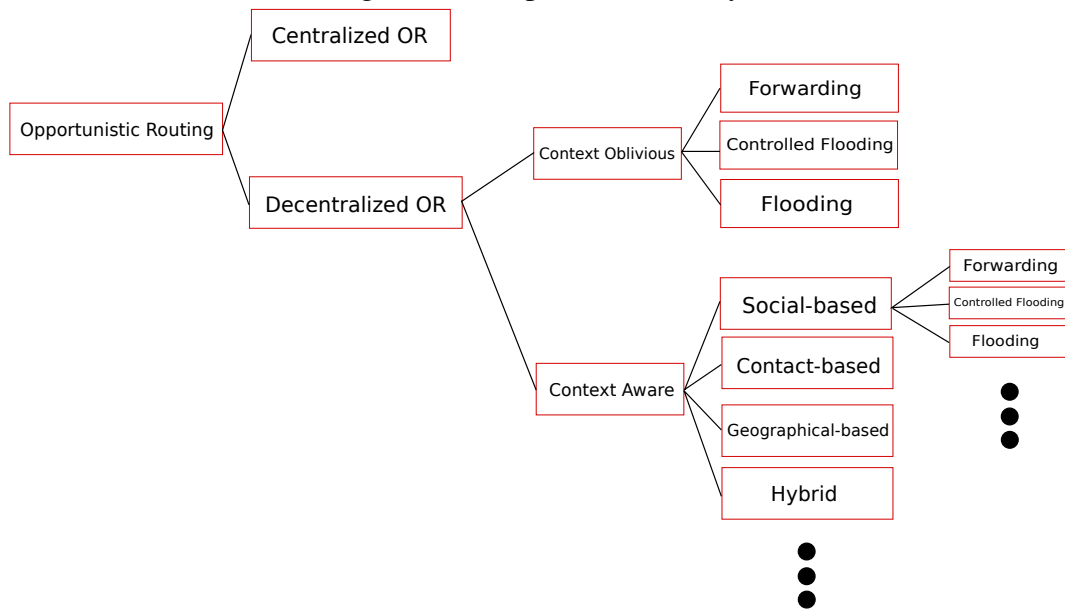 Centralized OR
Opportunistic Routing
Decentralized OR
Context Oblivious
Forwarding
Controlled Flooding
Flooding
Context Aware
Social-based
Contact-based
Geographical-based
Hybrid
Forwarding
Controlled Flooding
Flooding